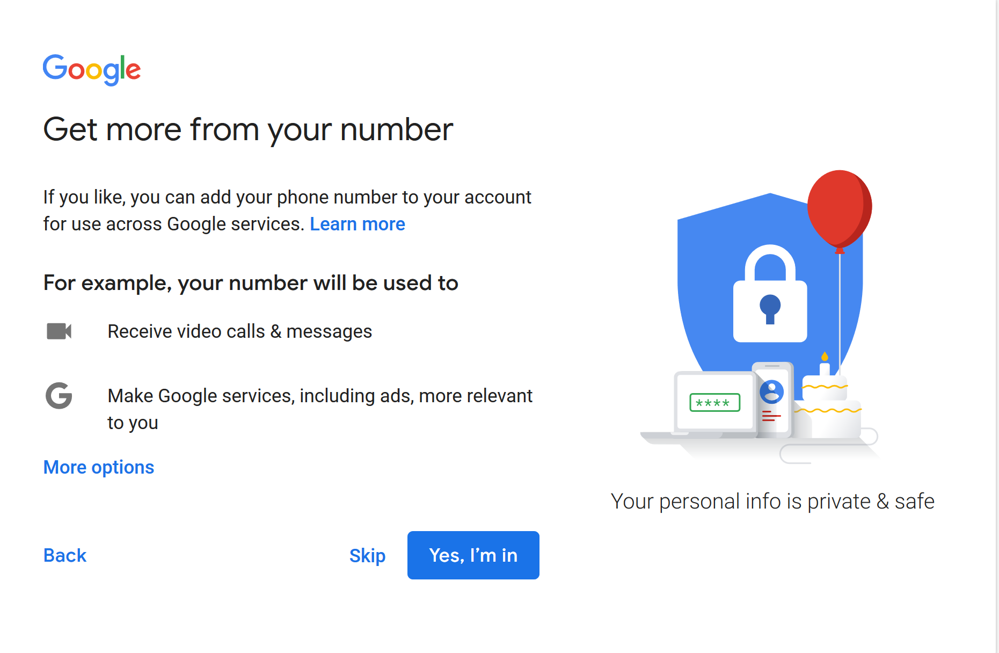 Google
Get more from your number
If you like, you can add your phone number to your account
for use across Google services. Learn more
For example, your number will be used to
Receive video calls & messages
G
Make Google services, including ads, more relevant
to you
More options
****
Your personal info is private & safe
Back
Skip
Yes, I’m in